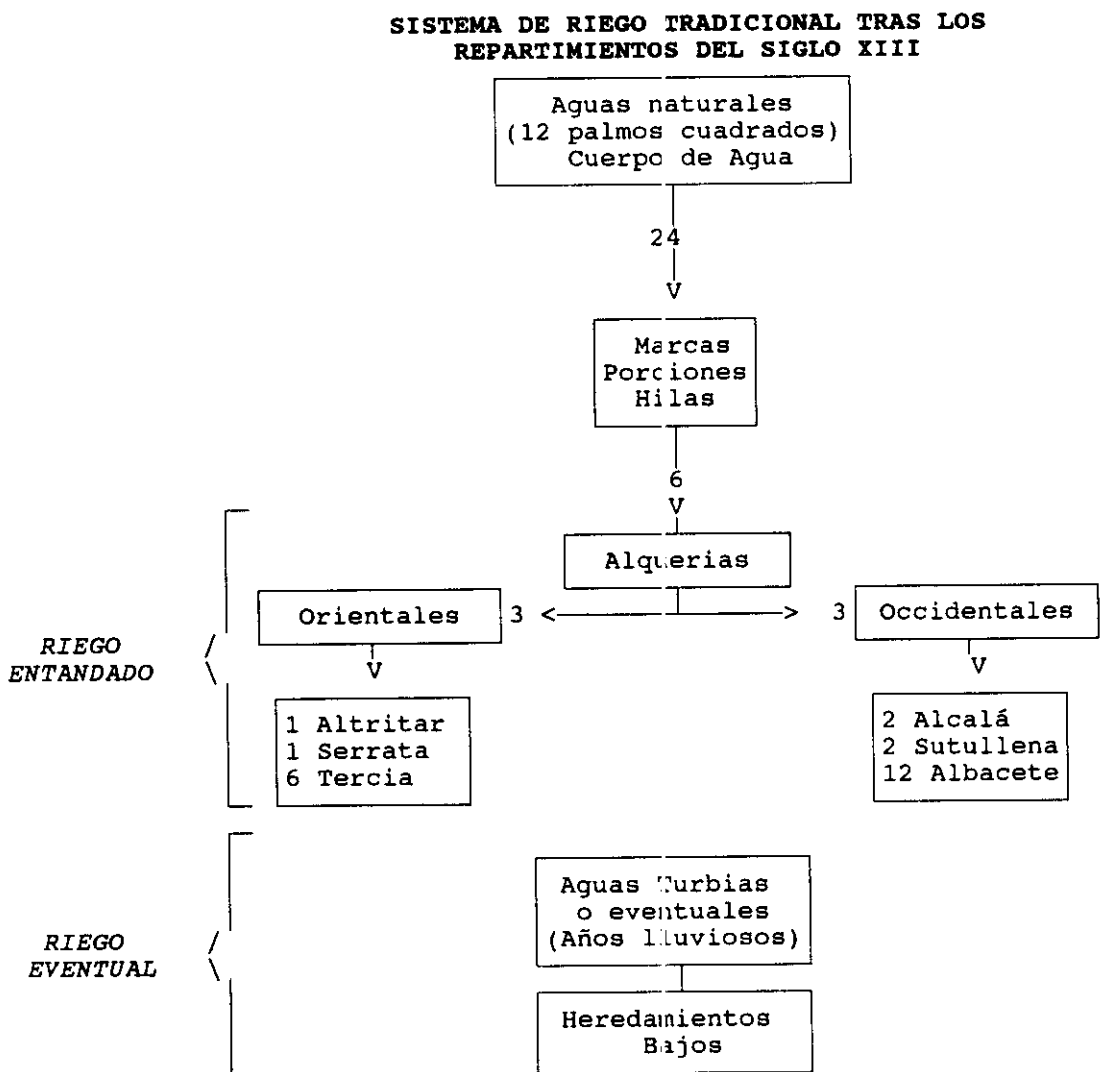 SISTEMA DE RIEGO TRADICIONAL TRAS LOS
REPARTIMIENTOS DEL SIGLO XIII
Aguas naturales
(12 palmos cuadrados)
Cuerpo de Agua
24
V
Marcas
Porciones
Hilas
6
V
Alquerias
Orientales 3 < > 3 Occidentales
V V
RIEGO
ENTANDADO
1 Altritar
1 Serrata
6 Tercia
2 Alcalá
2 Sutullena
12 Albacete
Aguas Turbias
o eventuales
(Años lluviosos)
RIEGO
EVENTUAL
Heredamientos
Bajos